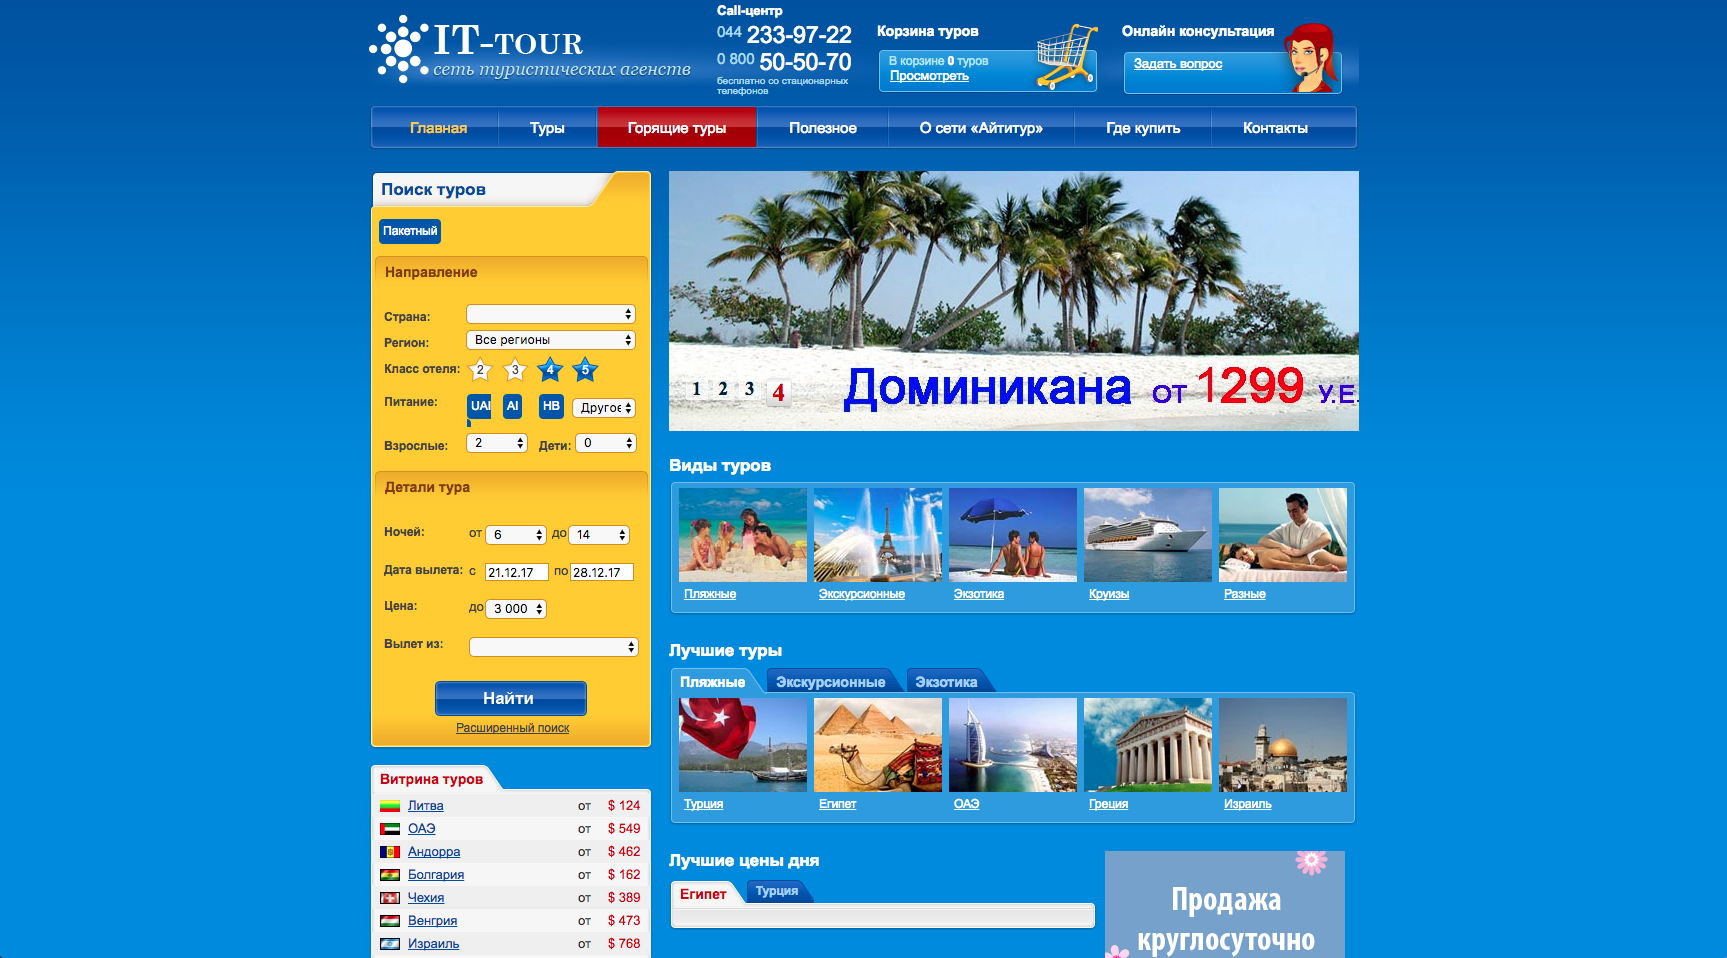 IT-TOUR
сеть туристических агенств
Call-центр
044 233-97-22
0 800 50-50-70
бесплатно со стационарных
телефонов
Корзина туров
В корзине 0 туров
Просмотреть
Онлайн консультация
Задать вопрос
Главная
Туры
Горящие туры
Полезное
О сети «Айтитур»
Где купить
Контакты
Поиск туров
Пакетный
Направление
Страна:
Регион: Все регионы
Класс отеля: 2 3 4 5
Питание: UAI AI HB Другое
Взрослые: 2 Дети: 0
Детали тура
Ночей: от 6 до 14
Дата вылета: с 21.12.17 по 28.12.17
Цена: до 3 000
Вылет из:
Найти
Расширенный поиск
Витрина туров
Литва от $ 124
ОАЭ от $ 549
Андорра от $ 462
Болгария от $ 162
Чехия от $ 389
Венгрия от $ 473
Израиль от $ 768
1 2 3 4
Доминикана от 1299 у.е.
Виды туров
Пляжные
Экскурсионные
Экзотика
Круизы
Разные
Лучшие туры
Пляжные
Экскурсионные
Экзотика
Турция
Египет
ОАЭ
Греция
Израиль
Лучшие цены дня
Египет
Турция
Продажа
круглосуточно